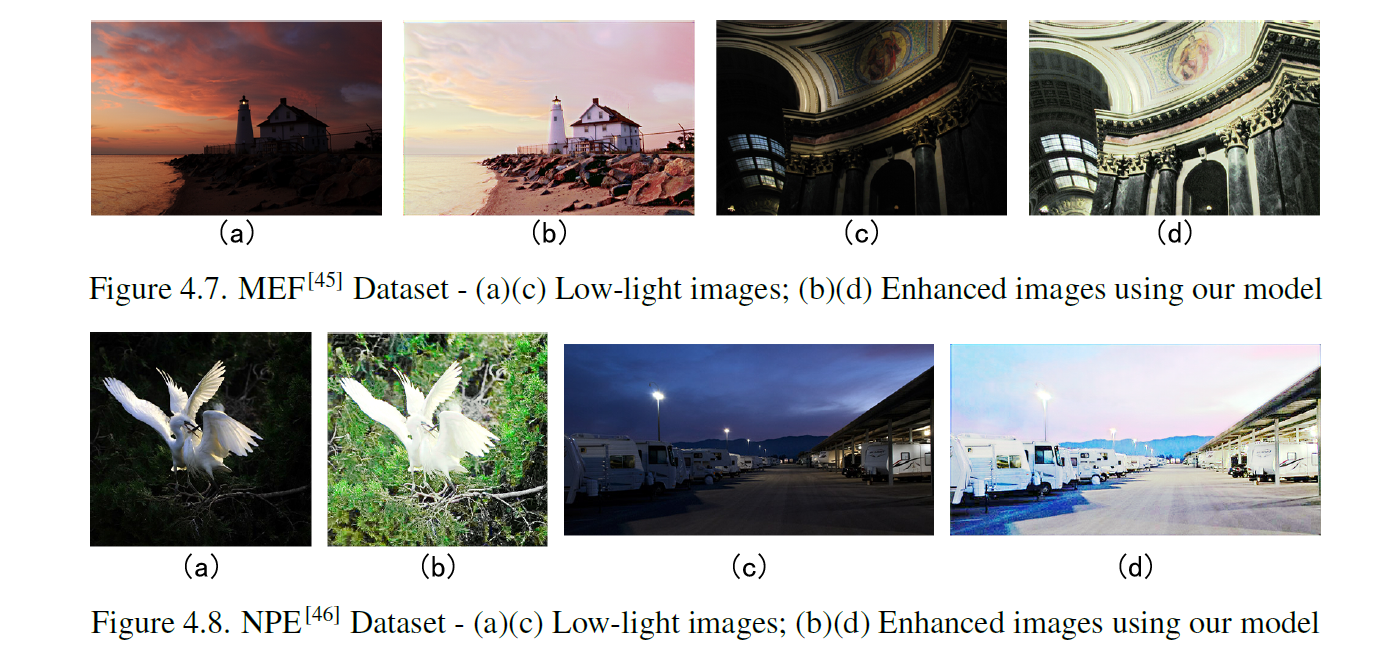 (a) (b) (c) (d)
Figure 4.7. MEF[45] Dataset - (a)(c) Low-light images; (b)(d) Enhanced images using our model
(a) (b) (c) (d)
Figure 4.8. NPE[46] Dataset - (a)(c) Low-light images; (b)(d) Enhanced images using our model